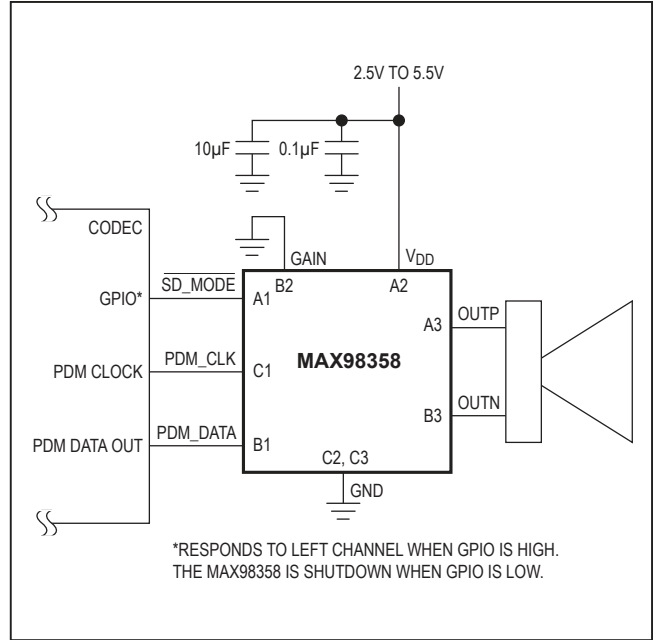 2.5V TO 5.5V
10µF
0.1µF
CODEC
GAIN
VDD
GPIO*
SD_MODE
A1
B2
A2
A3
OUTP
MAX98358
PDM CLOCK
PDM_CLK
C1
B3
OUTN
PDM DATA OUT
PDM_DATA
B1
C2, C3
GND
*RESPONDS TO LEFT CHANNEL WHEN GPIO IS HIGH.
THE MAX98358 IS SHUTDOWN WHEN GPIO IS LOW.